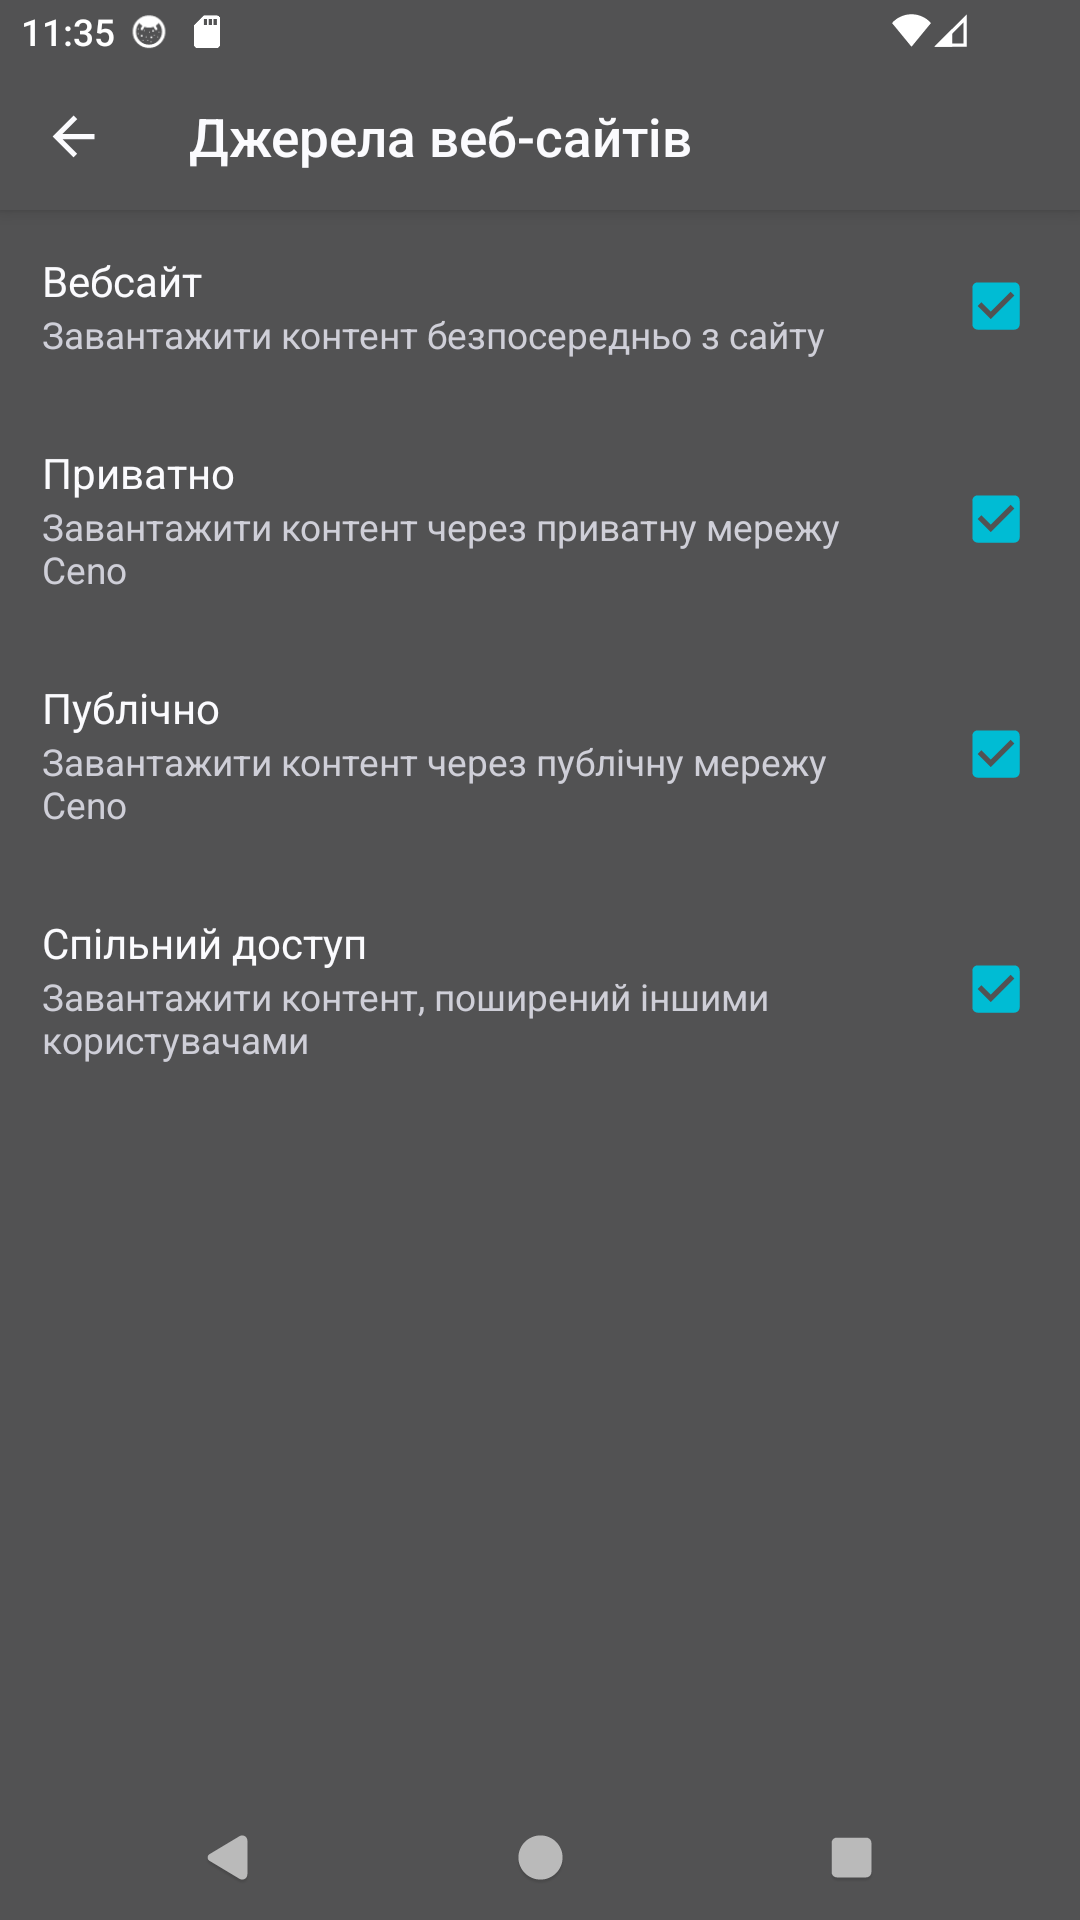 11:35
Джерела веб-сайтів
Вебсайт
Завантажити контент безпосередньо з сайту
Приватно
Завантажити контент через приватну мережу
Ceno
Публічно
Завантажити контент через публічну мережу
Ceno
Спільний доступ
Завантажити контент, поширений іншими
користувачами